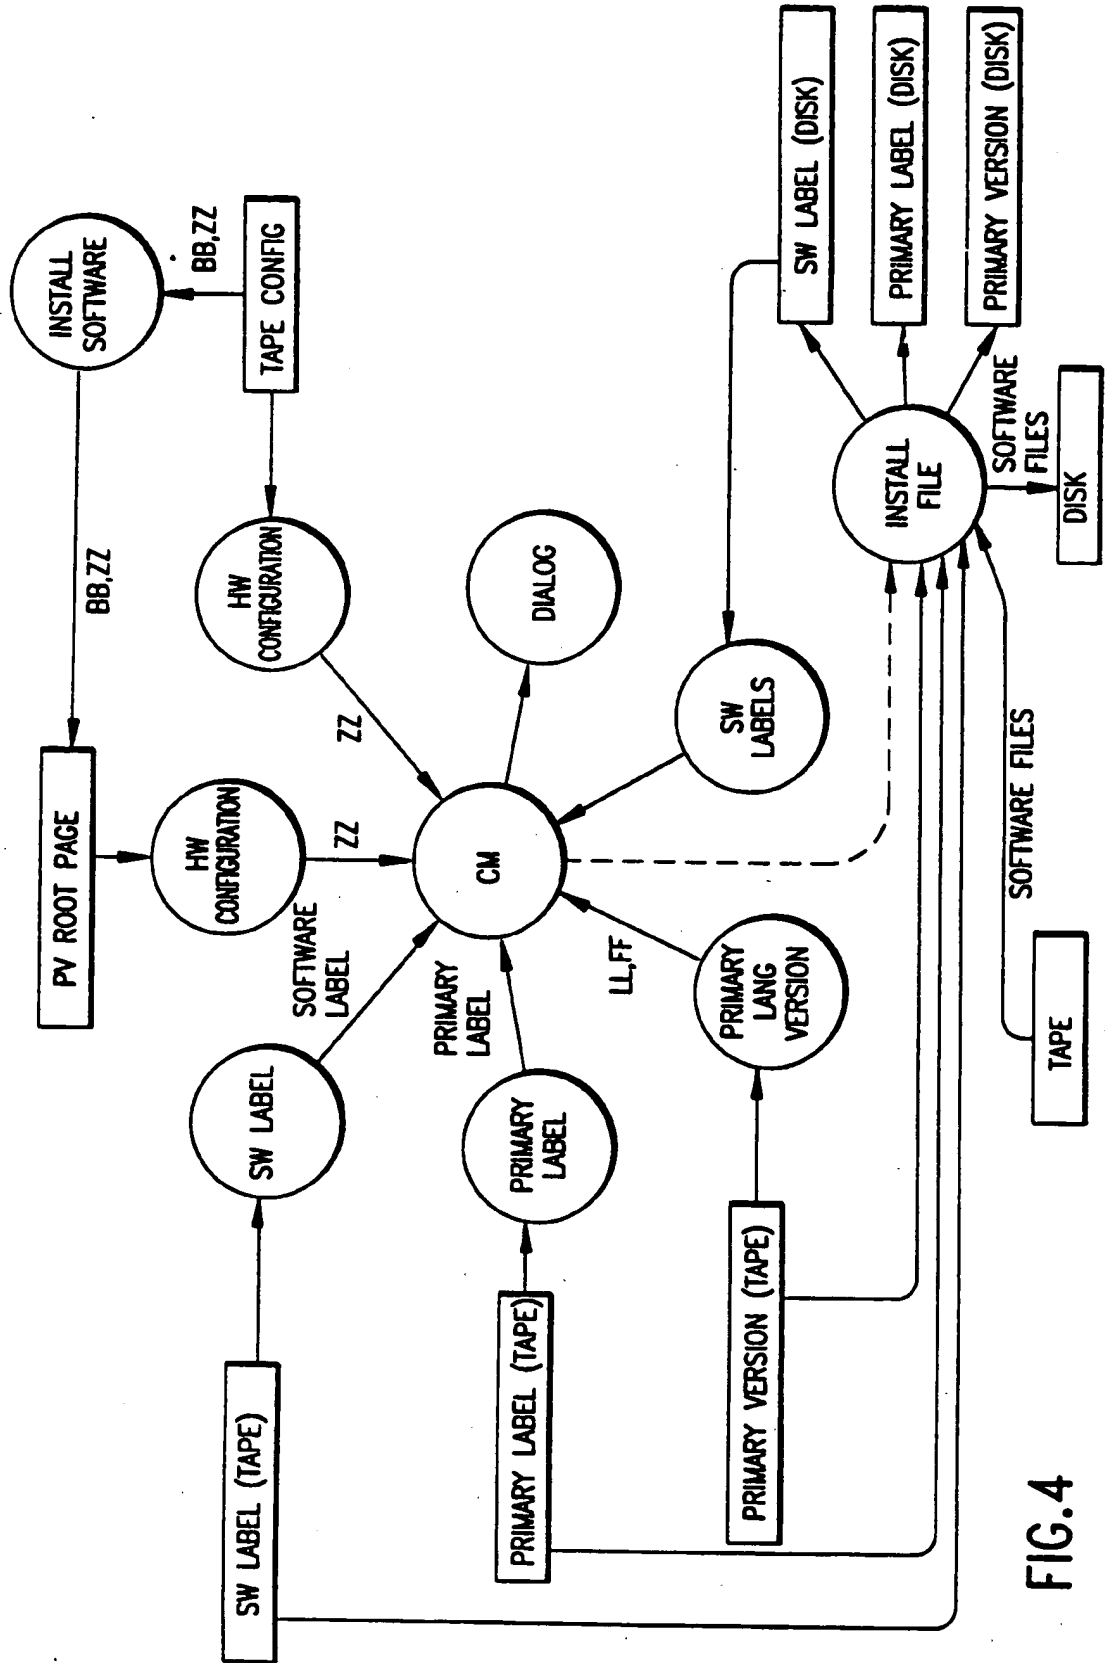 INSTALL
SOFTWARE
BB,ZZ
BB,ZZ
PV ROOT PAGE
TAPE CONFIG
HW
CONFIGURATION
HW
CONFIGURATION
ZZ
ZZ
SW LABEL (TAPE)
SW LABEL
SOFTWARE
LABEL
CM
DIALOG
PRIMARY LABEL (TAPE)
PRIMARY
LABEL
PRIMARY
LABEL
LL,FF
PRIMARY
LANG
VERSION
SW
LABELS
PRIMARY VERSION (TAPE)
SW LABEL (DISK)
PRIMARY LABEL (DISK)
PRIMARY VERSION (DISK)
INSTALL
FILE
SOFTWARE
FILES
DISK
SOFTWARE FILES
TAPE
FIG.4